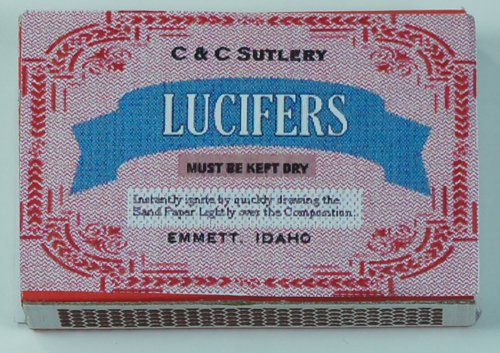 C & C SUTLERY
LUCIFERS
MUST BE KEPT DRY
Instantly ignite by quickly drawing the
Sand Paper Lightly over the Composition.
EMMETT, IDAHO